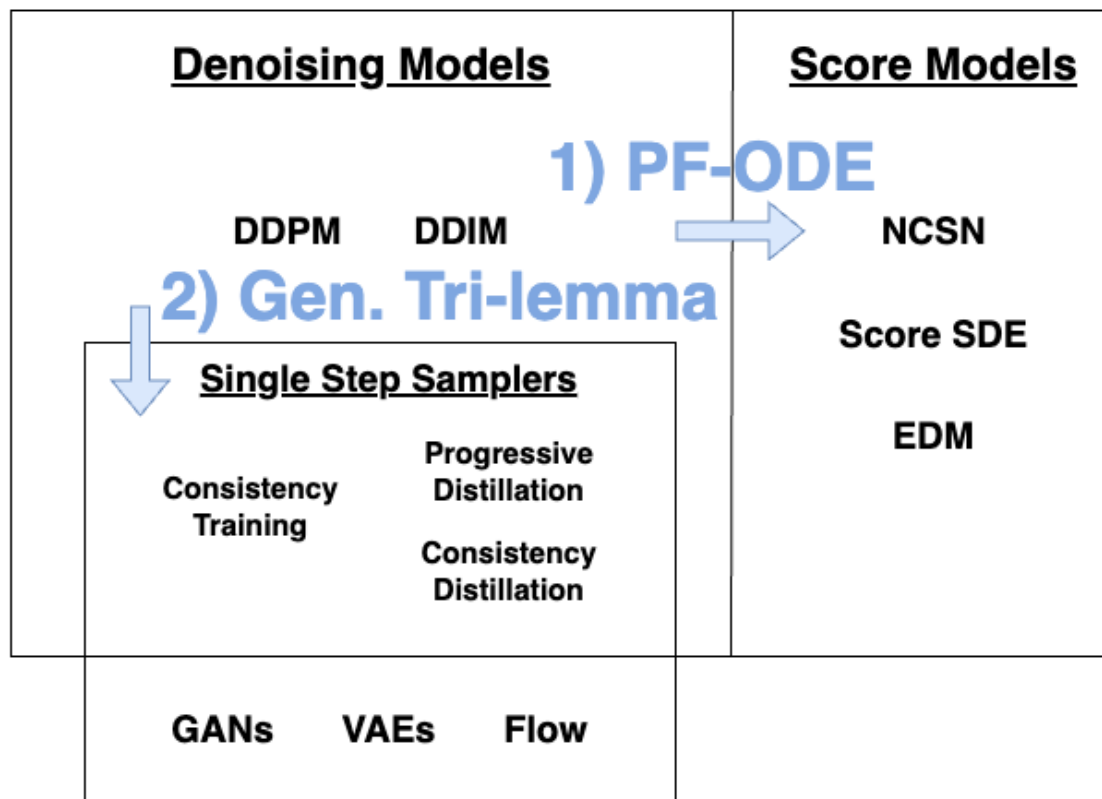 Denoising Models
Score Models
1) PF-ODE
DDPM DDIM
NCSN
2) Gen. Tri-lemma
Score SDE
Single Step Samplers
EDM
Consistency
Training
Progressive
Distillation
Consistency
Distillation
GANs VAEs Flow